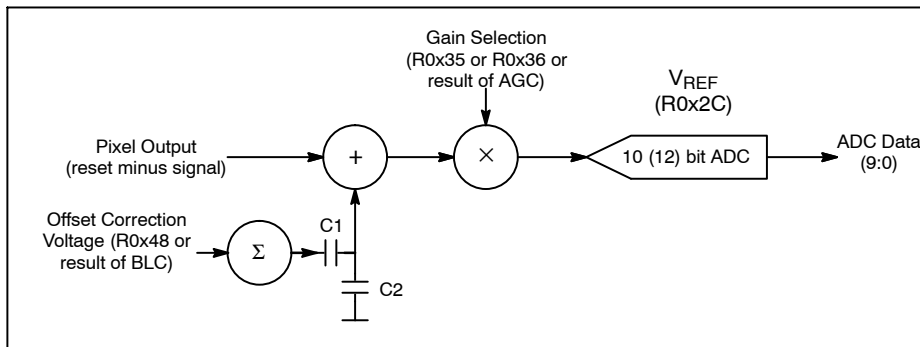 Gain Selection
(R0x35 or R0x36 or
result of AGC)
VREF
(R0x2C)
Pixel Output
(reset minus signal)
+
×
10 (12) bit ADC
ADC Data
(9:0)
Offset Correction
Voltage (R0x48 or
result of BLC)
Σ
C1
C2